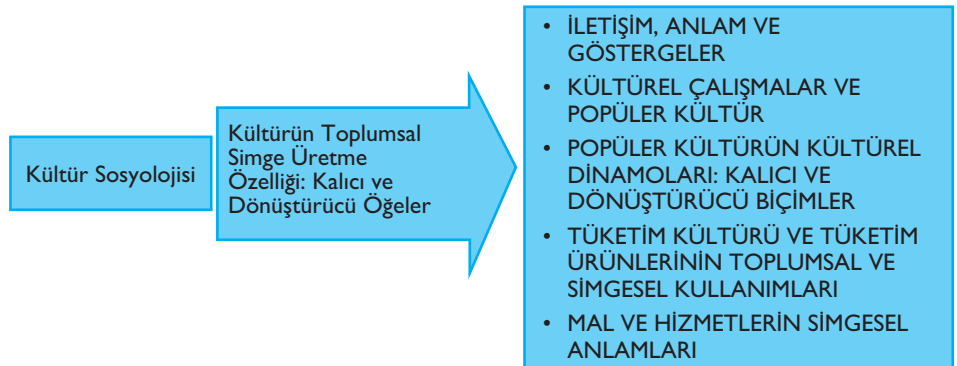 Kültür Sosyolojisi
Kültürün Toplumsal
Simge Üretme
Özelliği: Kalıcı ve
Dönüştürücü Öğeler
• İLETİŞİM, ANLAM VE
GÖSTERGELER
• KÜLTÜREL ÇALIŞMALAR VE
POPÜLER KÜLTÜR
• POPÜLER KÜLTÜRÜN KÜLTÜREL
DİNAMOLARI: KALICI VE
DÖNÜŞTÜRÜCÜ BİÇİMLER
• TÜKETİM KÜLTÜRÜ VE TÜKETİM
ÜRÜNLERİNİN TOPLUMSAL VE
SİMGESEL KULLANIMLARI
• MAL VE HİZMETLERİN SİMGESEL
ANLAMLARI